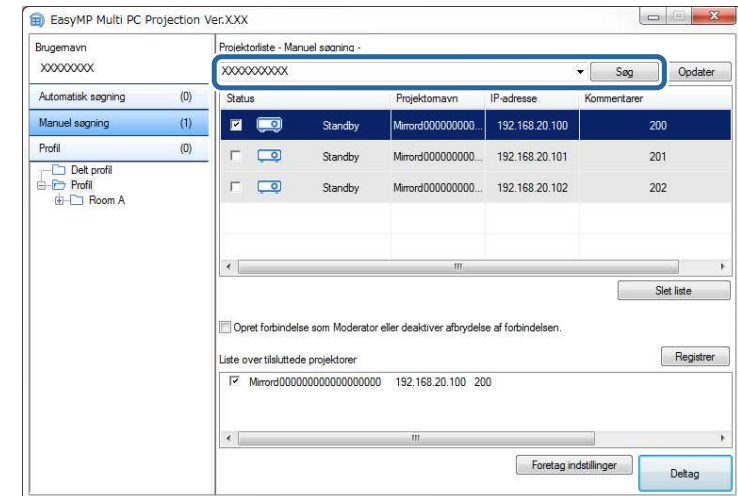 EasyMP Multi PC Projection Ver.XXX
Brugernavn
XXXXXXXX
Automatisk søgning (0)
Manuel søgning (1)
Profil (0)
Delt profil
Profil
Room A
Projektorliste - Manuel søgning -
XXXXXXXXXX Søg Opdater
Status Projektornavn IP-adresse Kommentarer
Standby Mirrord000000000... 192.168.20.100 200
Standby Mirrord000000000... 192.168.20.101 201
Standby Mirrord000000000... 192.168.20.102 202
Slet liste
Opret forbindelse som Moderator eller deaktiver afbrydelse af forbindelsen.
Liste over tilsluttede projektorer Registrer
Mirrord000000000000000000 192.168.20.100 200
Foretag indstillinger Deltag